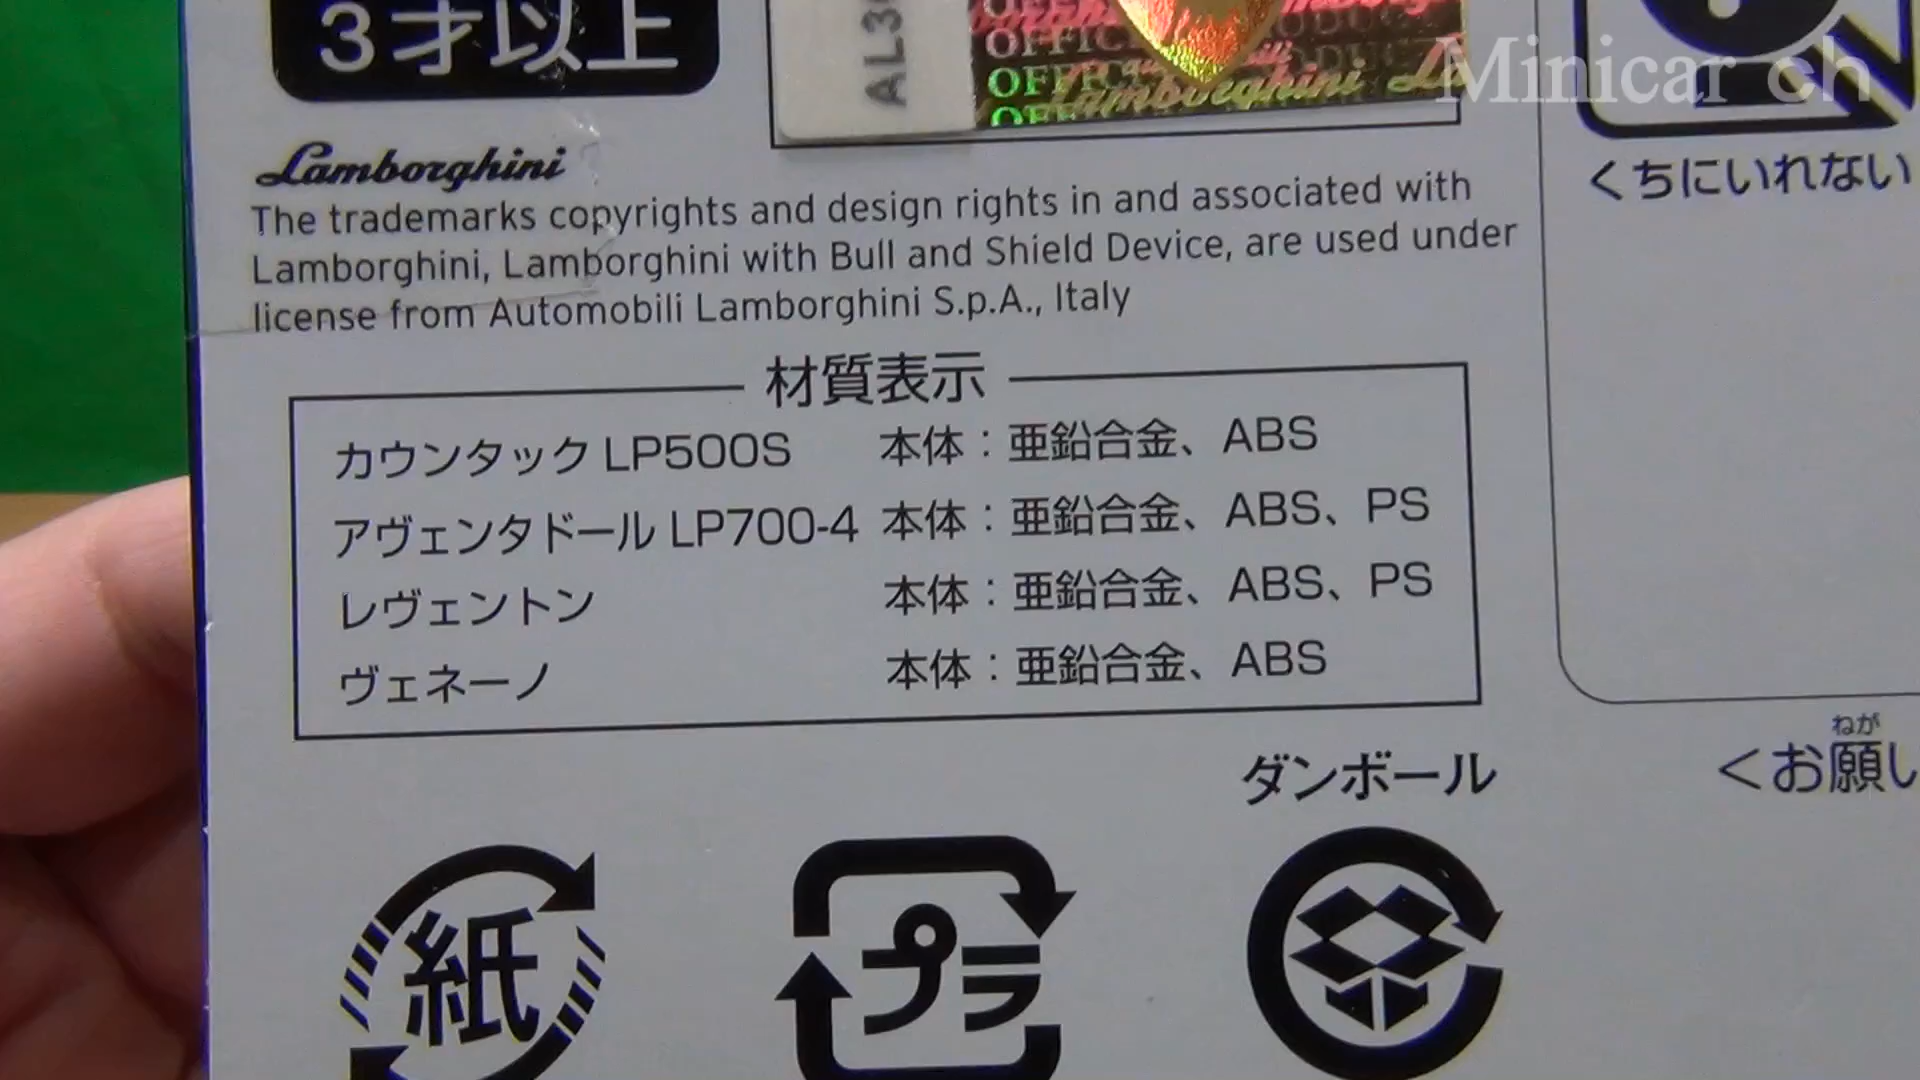 3才以上
OFFIC
OFF
Lamborghini
Minicar ch
Lamborghini
The trademarks copyrights and design rights in and associated with
Lamborghini, Lamborghini with Bull and Shield Device, are used under
license from Automobili Lamborghini S.p.A., Italy
くちにいれない
材質表示
カウンタック LP500S 本体：亜鉛合金、ABS
アヴェンタドール LP700-4 本体：亜鉛合金、ABS、PS
レヴェントン 本体：亜鉛合金、ABS、PS
ヴェネーノ 本体：亜鉛合金、ABS
ダンボール
ねが
＜お願い
紙
プラ